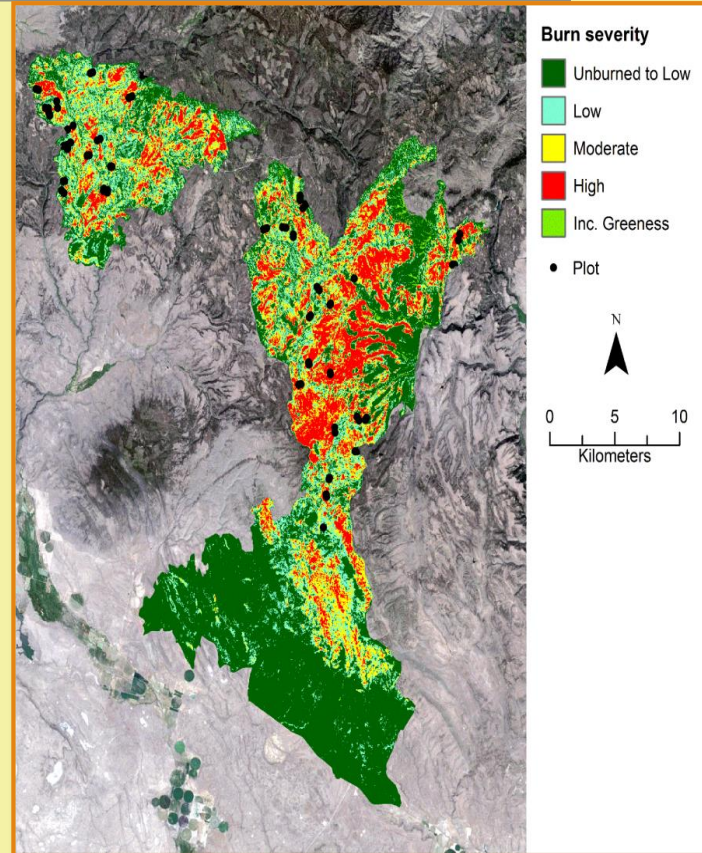 Burn severity
Unburned to Low
Low
Moderate
High
Inc. Greeness
Plot
N
0 5 10
Kilometers